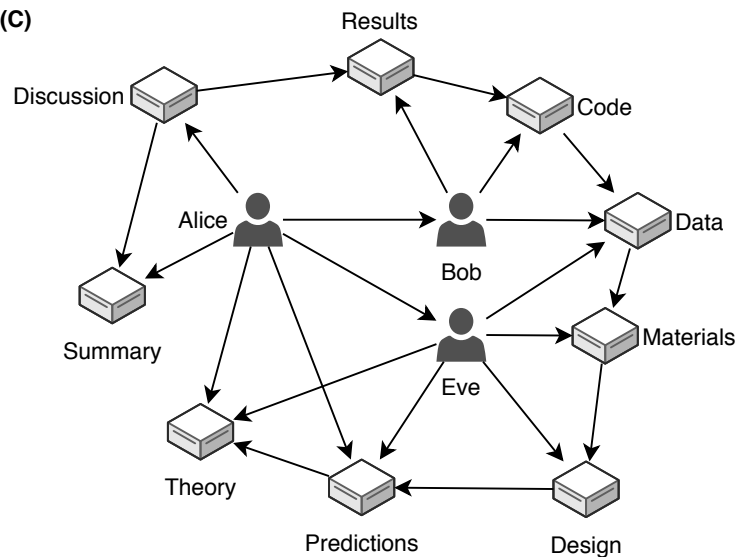 (C)
Results
Discussion
Code
Alice
Data
Bob
Materials
Summary
Eve
Theory
Predictions
Design